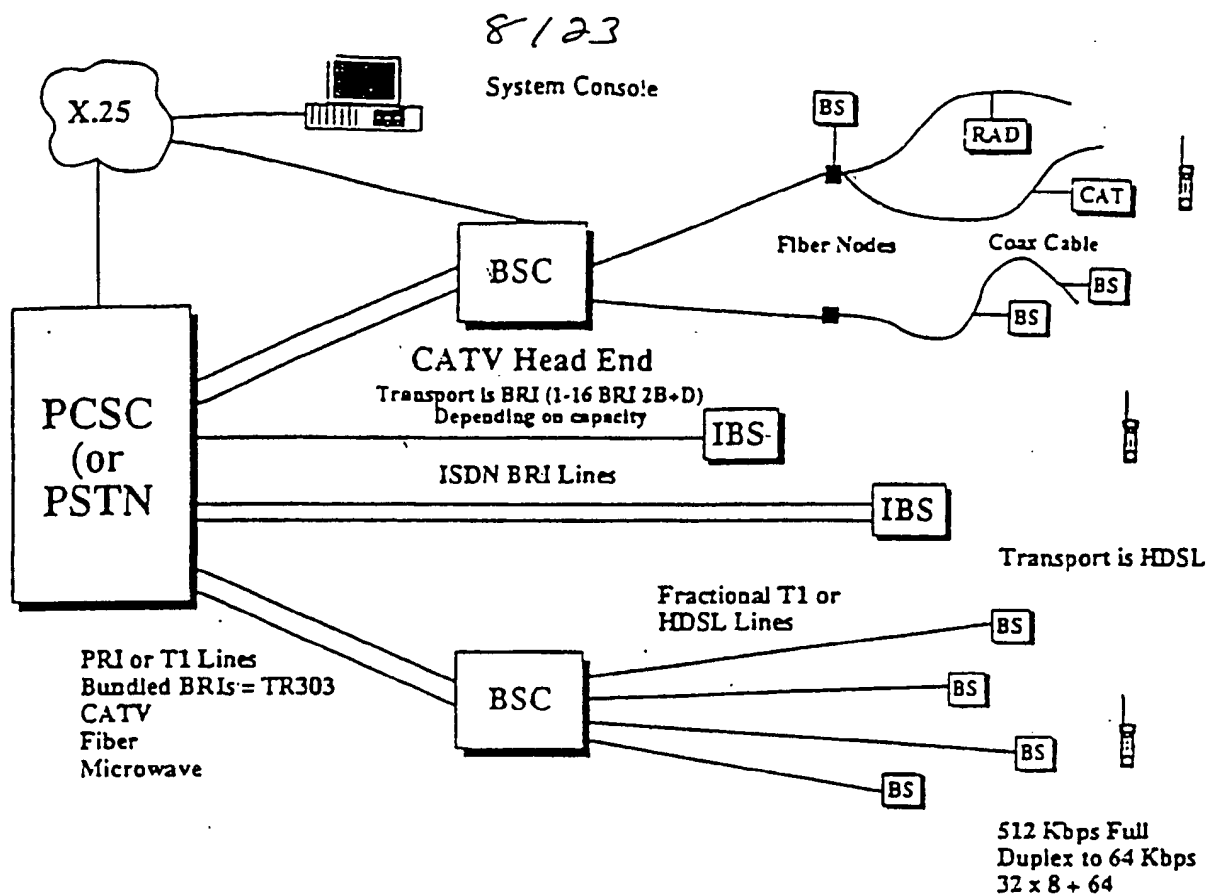 8/23
System Console
X.25
BS
RAD
CAT
BSC
Fiber Nodes
Coax Cable
BS
BS
CATV Head End
Transport is BRI (1-16 BRI 2B+D)
Depending on capacity
PCSC
(or
PSTN
IBS
ISDN BRI Lines
IBS
Transport is HDSL
Fractional T1 or
HDSL Lines
BS
PRI or T1 Lines
Bundled BRIs = TR303
CATV
Fiber
Microwave
BSC
BS
BS
BS
512 Kbps Full
Duplex to 64 Kbps
32 x 8 + 64